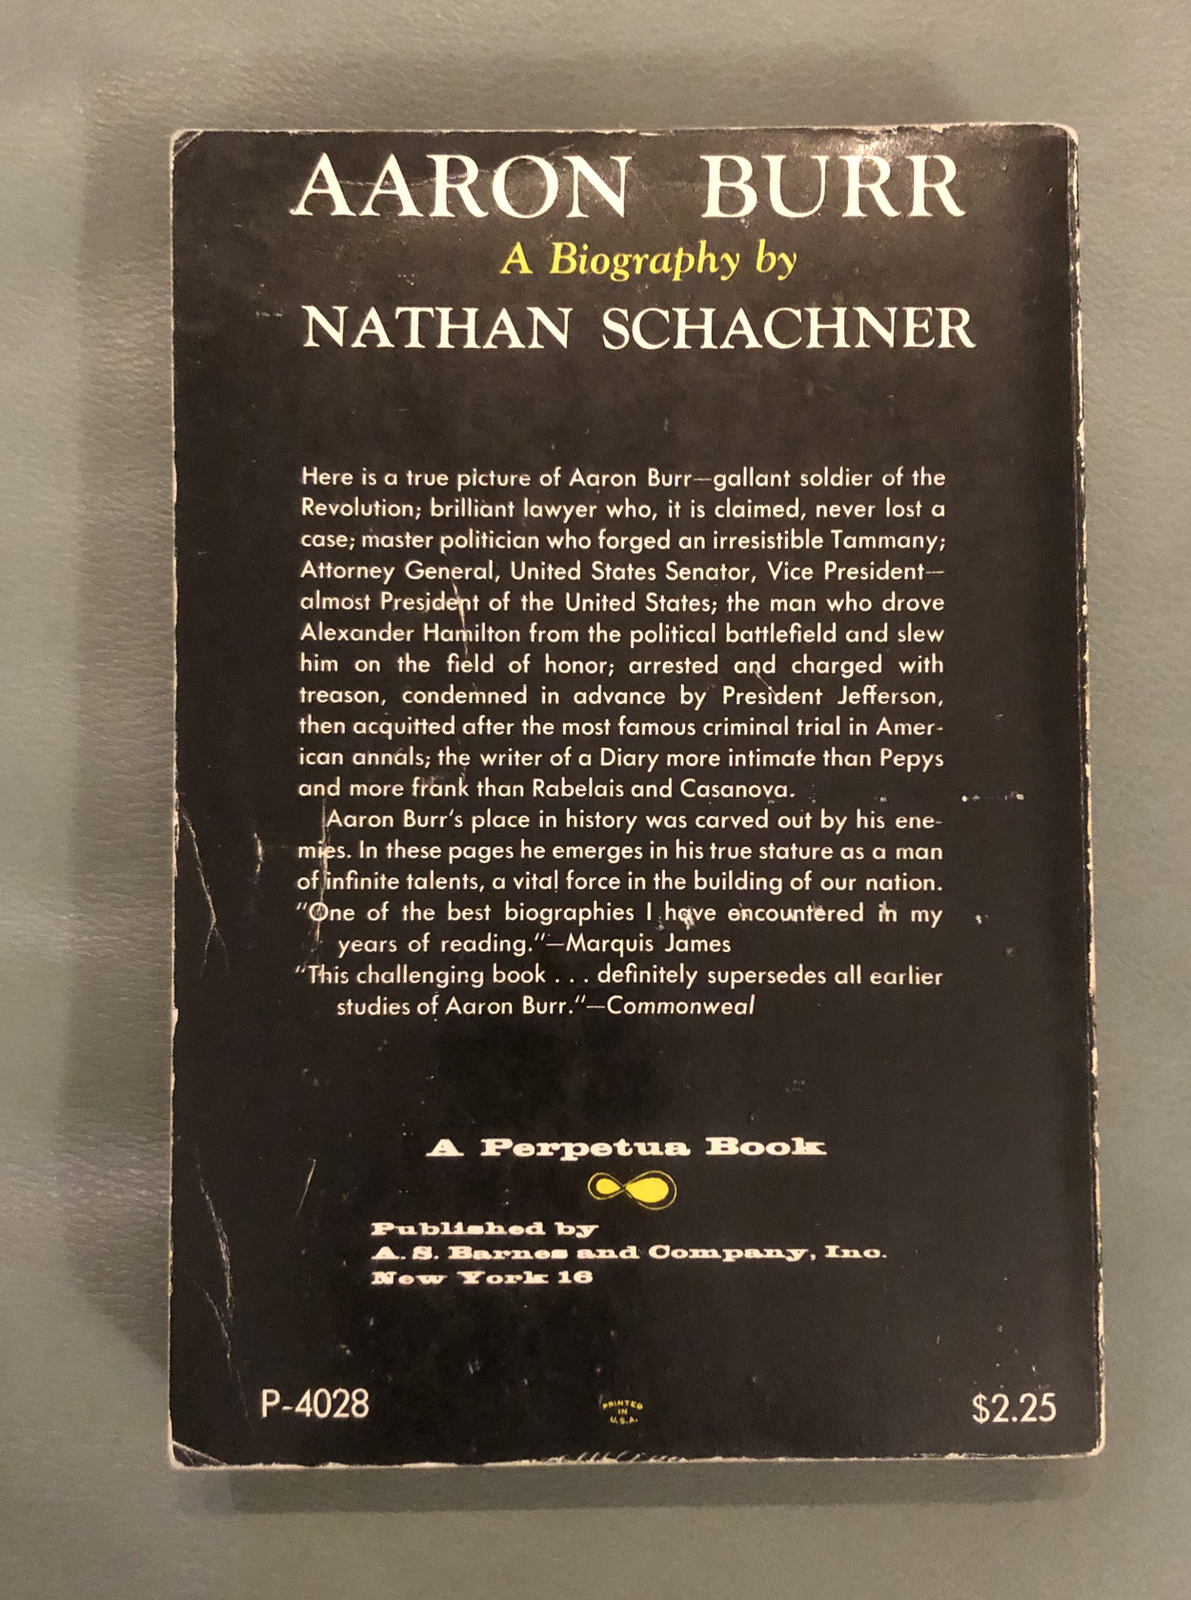 AARON BURR
A Biography by
NATHAN SCHACHNER
Here is a true picture of Aaron Burr—gallant soldier of the
Revolution; brilliant lawyer who, it is claimed, never lost a
case; master politician who forged an irresistible Tammany;
Attorney General, United States Senator, Vice President—
almost President of the United States; the man who drove
Alexander Hamilton from the political battlefield and slew
him on the field of honor; arrested and charged with
treason, condemned in advance by President Jefferson,
then acquitted after the most famous criminal trial in Amer-
ican annals; the writer of a Diary more intimate than Pepys
and more frank than Rabelais and Casanova.
Aaron Burr's place in history was carved out by his ene-
mies. In these pages he emerges in his true stature as a man
of infinite talents, a vital force in the building of our nation.
"One of the best biographies I have encountered in my
years of reading."—Marquis James
"This challenging book . . . definitely supersedes all earlier
studies of Aaron Burr."—Commonweal
A Perpetua Book
Published by
A. S. Barnes and Company, Inc.
New York 16
P-4028
PRINTED
IN
U.S.A.
$2.25